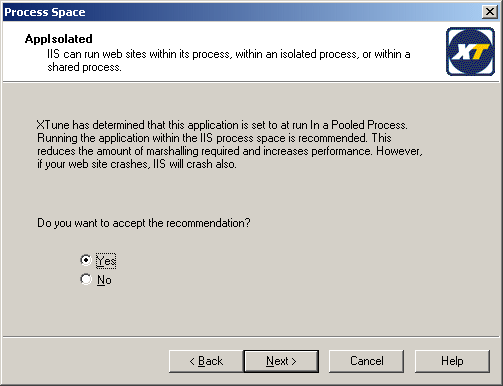 Process Space
AppIsolated
IIS can run web sites within its process, within an isolated process, or within a
shared process.
XT
XTune has determined that this application is set to at run In a Pooled Process.
Running the application within the IIS process space is recommended. This
reduces the amount of marshalling required and increases performance. However,
if your web site crashes, IIS will crash also.
Do you want to accept the recommendation?
Yes
No
< Back
Next >
Cancel
Help